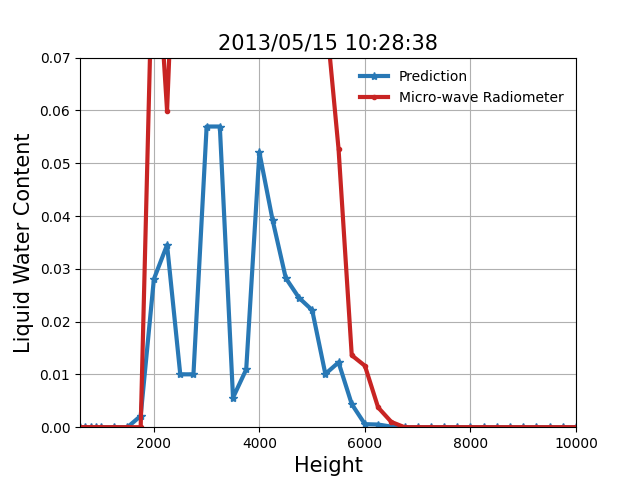 2013/05/15 10:28:38
Prediction
Micro-wave Radiometer
Liquid Water Content
0.07
0.06
0.05
0.04
0.03
0.02
0.01
0.00
2000 4000 6000 8000 10000
Height